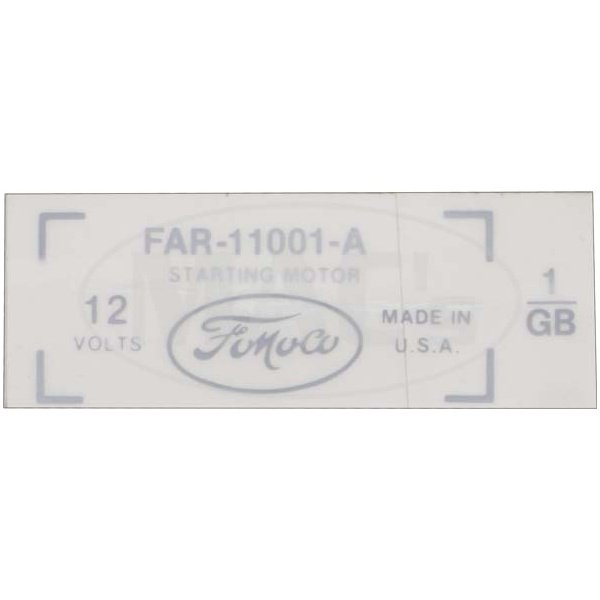 FAR-11001-A
STARTING MOTOR
12
VOLTS
FoMoCo
MADE IN
U.S.A.
1
GB